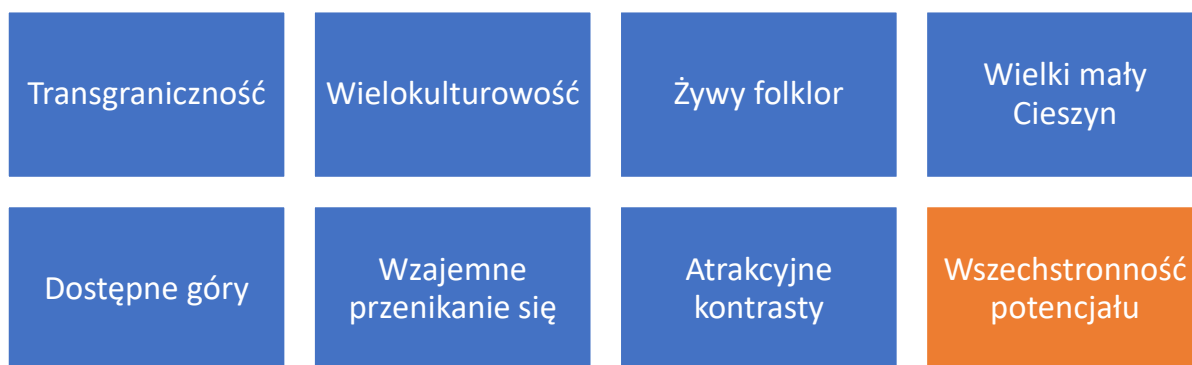 Transgraniczność
Wielokulturowość
Żywy folklor
Wielki mały
Cieszyn
Dostępne góry
Wzajemne
przenikanie się
Atrakcyjne
kontrasty
Wszechstronność
potencjału